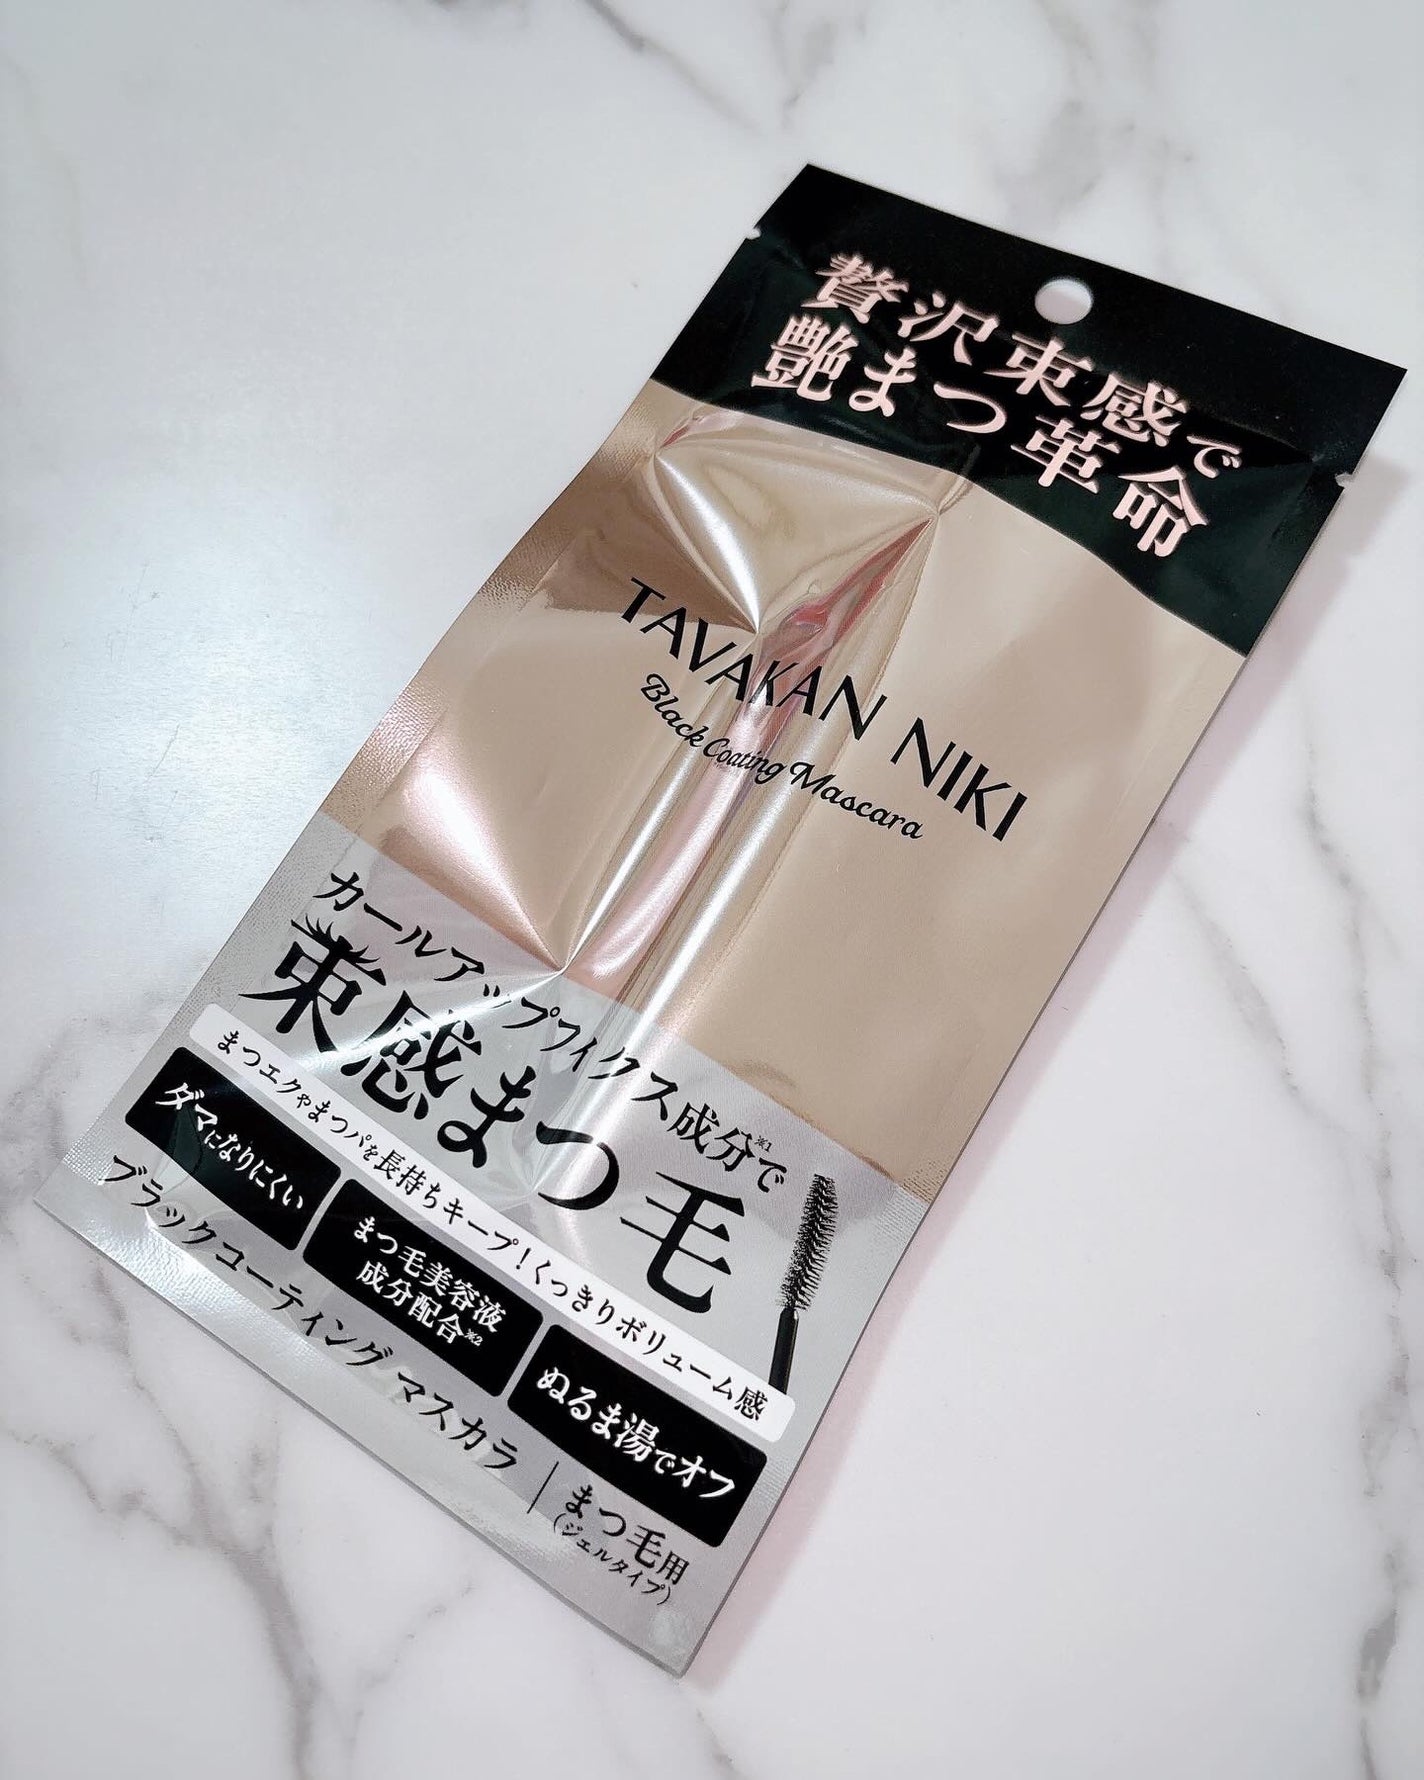 贅沢束感で
艶まつ革命
TAVAKAN NIKI
Black Coating Mascara
カールアップフィクス成分※1で
束感まつ毛
まつエクやまつパを長持ちキープ！くっきりボリューム感
ダマになりにくい
まつ毛美容液
成分配合※2
ぬるま湯でオフ
ブラックコーティング マスカラ
まつ毛用
（ジェルタイプ）